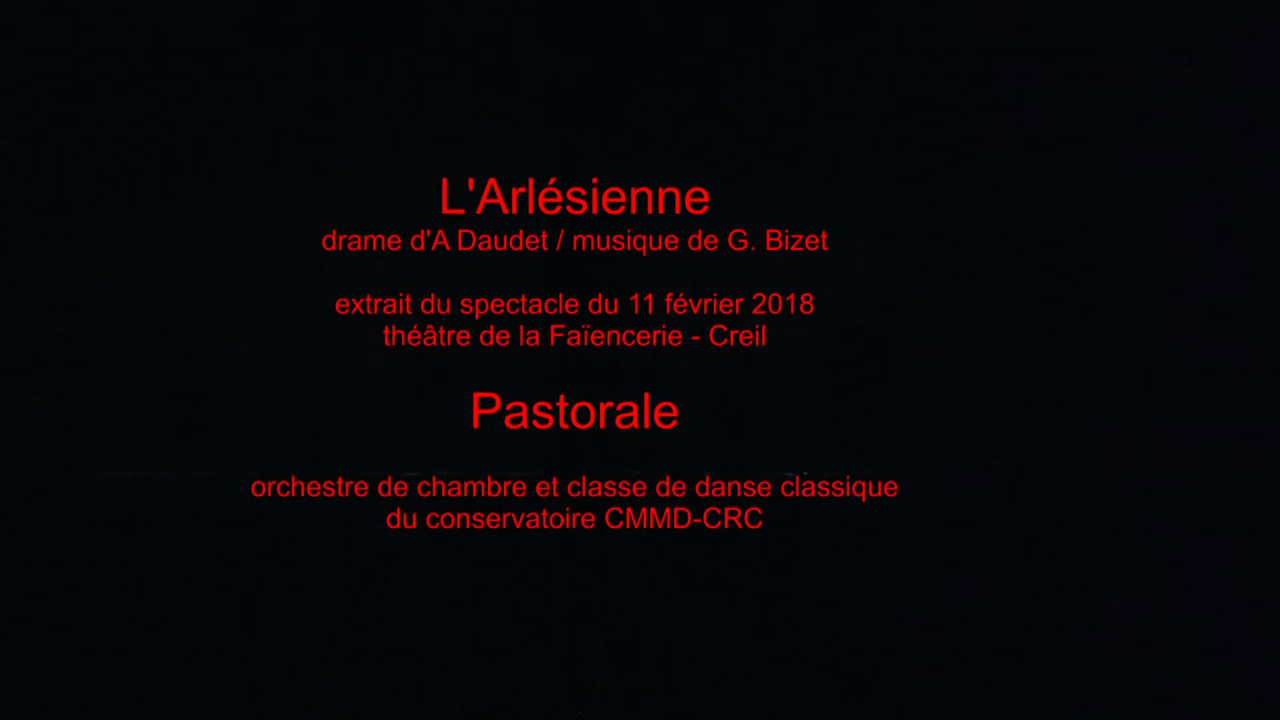 L'Arlésienne
drame d'A Daudet / musique de G. Bizet
extrait du spectacle du 11 février 2018
théâtre de la Faïencerie - Creil
Pastorale
orchestre de chambre et classe de danse classique
du conservatoire CMMD-CRC